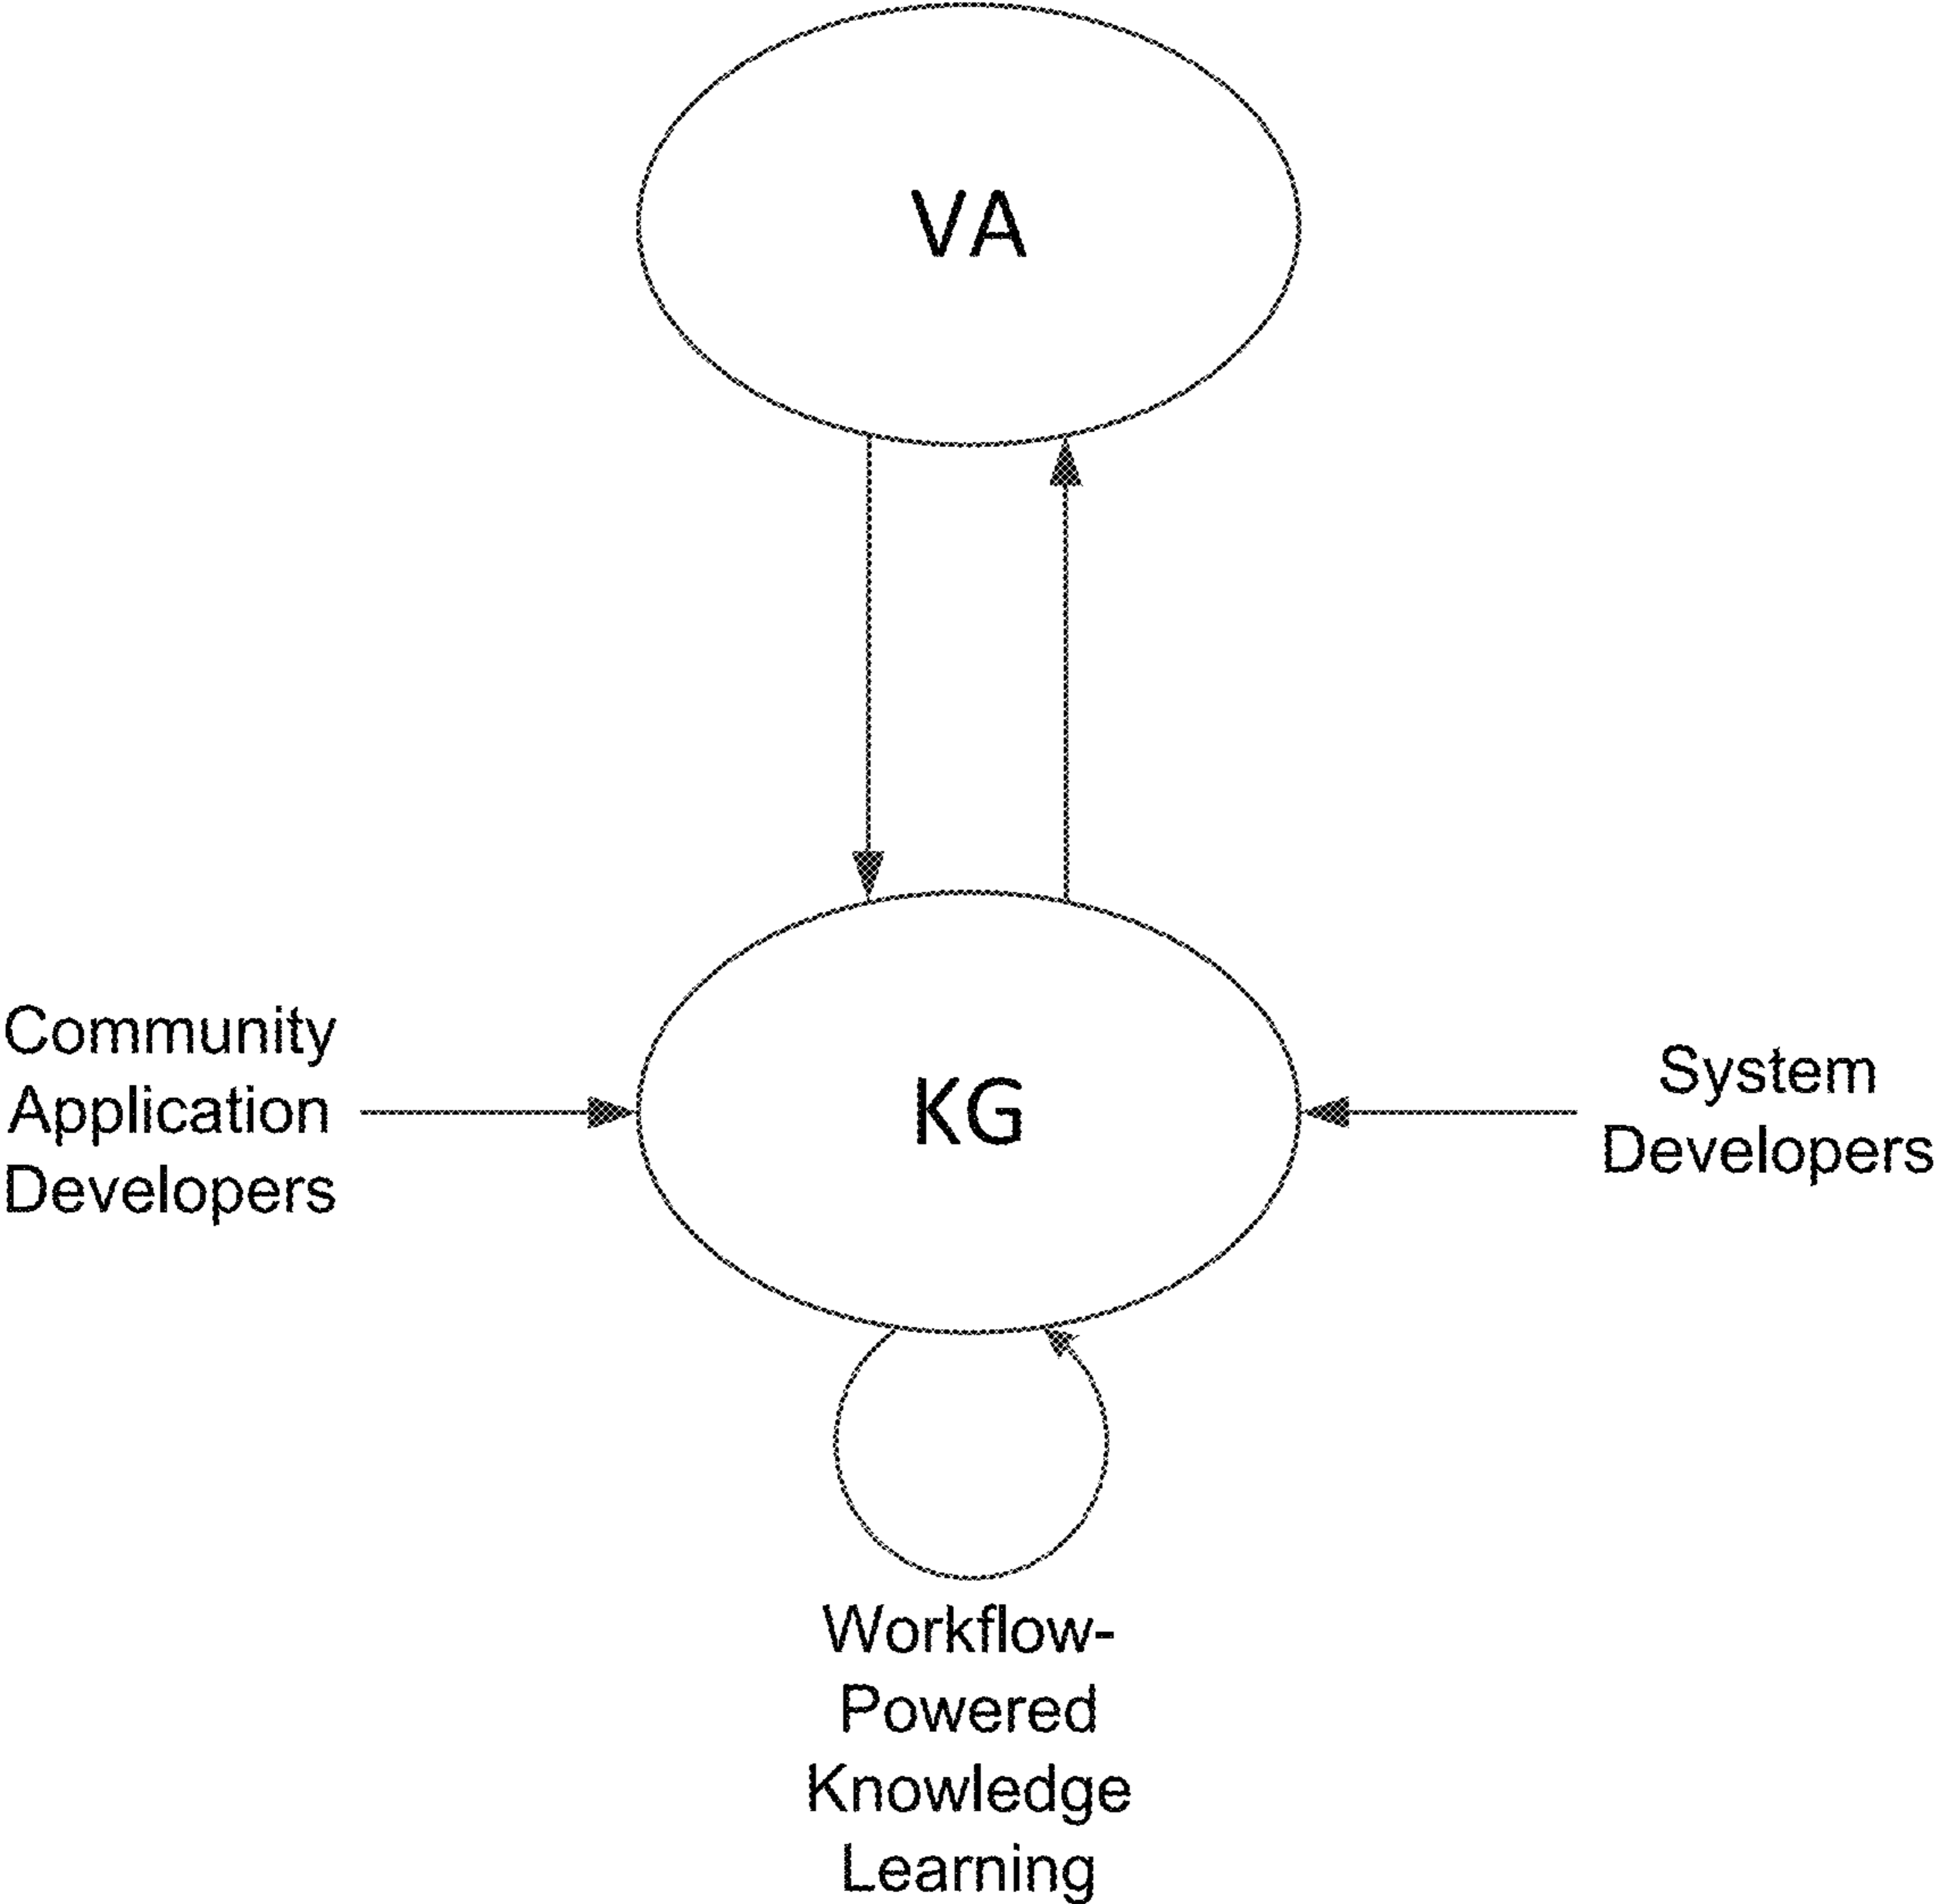 VA
Community
Application
Developers
KG
System
Developers
Workflow-
Powered
Knowledge
Learning